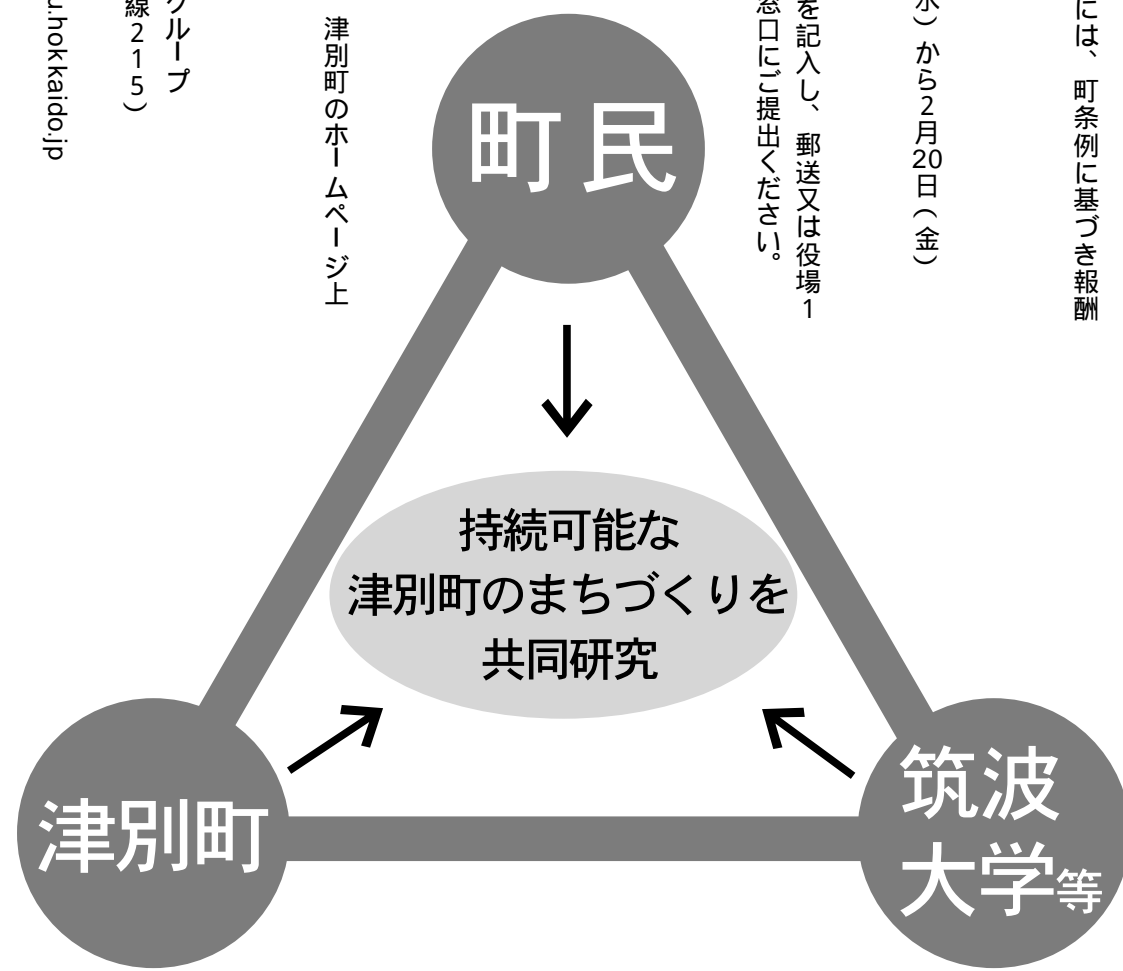 には、町条例に基づき報酬
水）から2月20日（金）
を記入し、郵送又は役場1
窓口にご提出ください。
津別町のホームページ上
グループ
線215）
u.hokkaido.jp
町民
持続可能な
津別町のまちづくりを
共同研究
津別町
筑波
大学等